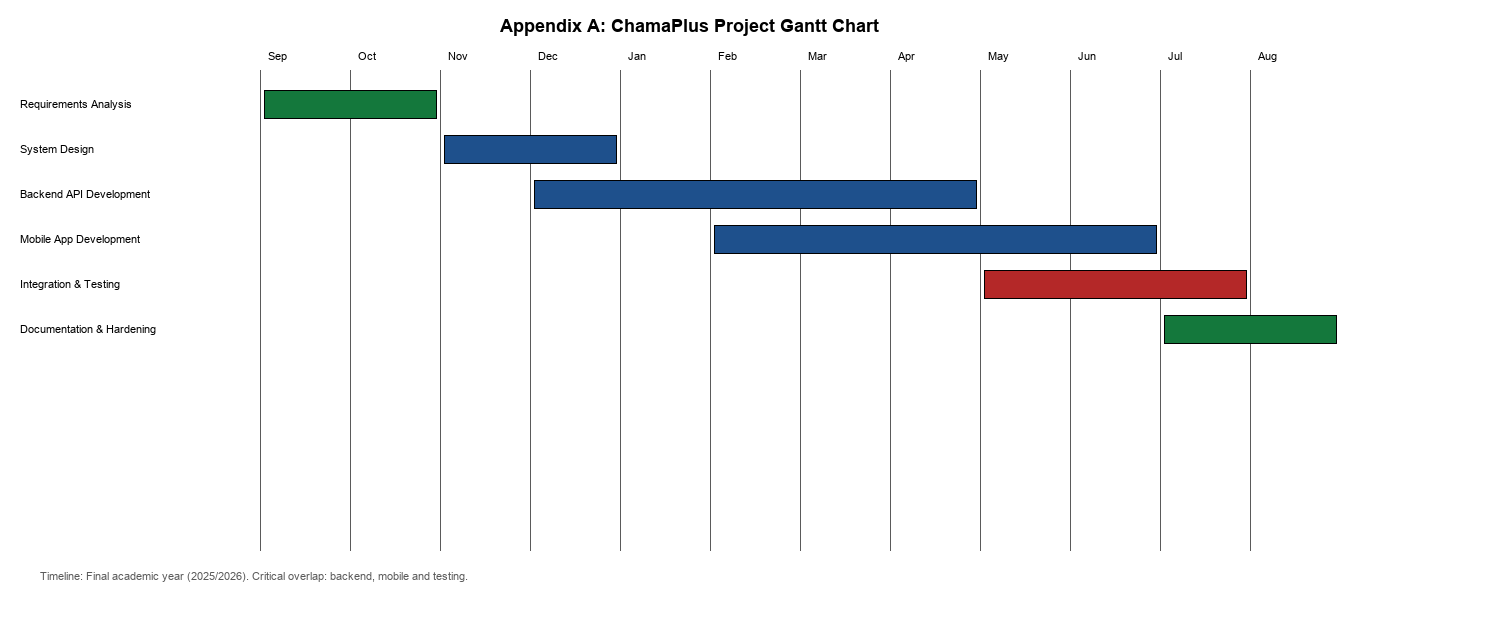 Appendix A: ChamaPlus Project Gantt Chart
Sep Oct Nov Dec Jan Feb Mar Apr May Jun Jul Aug
Requirements Analysis
System Design
Backend API Development
Mobile App Development
Integration & Testing
Documentation & Hardening
Timeline: Final academic year (2025/2026). Critical overlap: backend, mobile and testing.